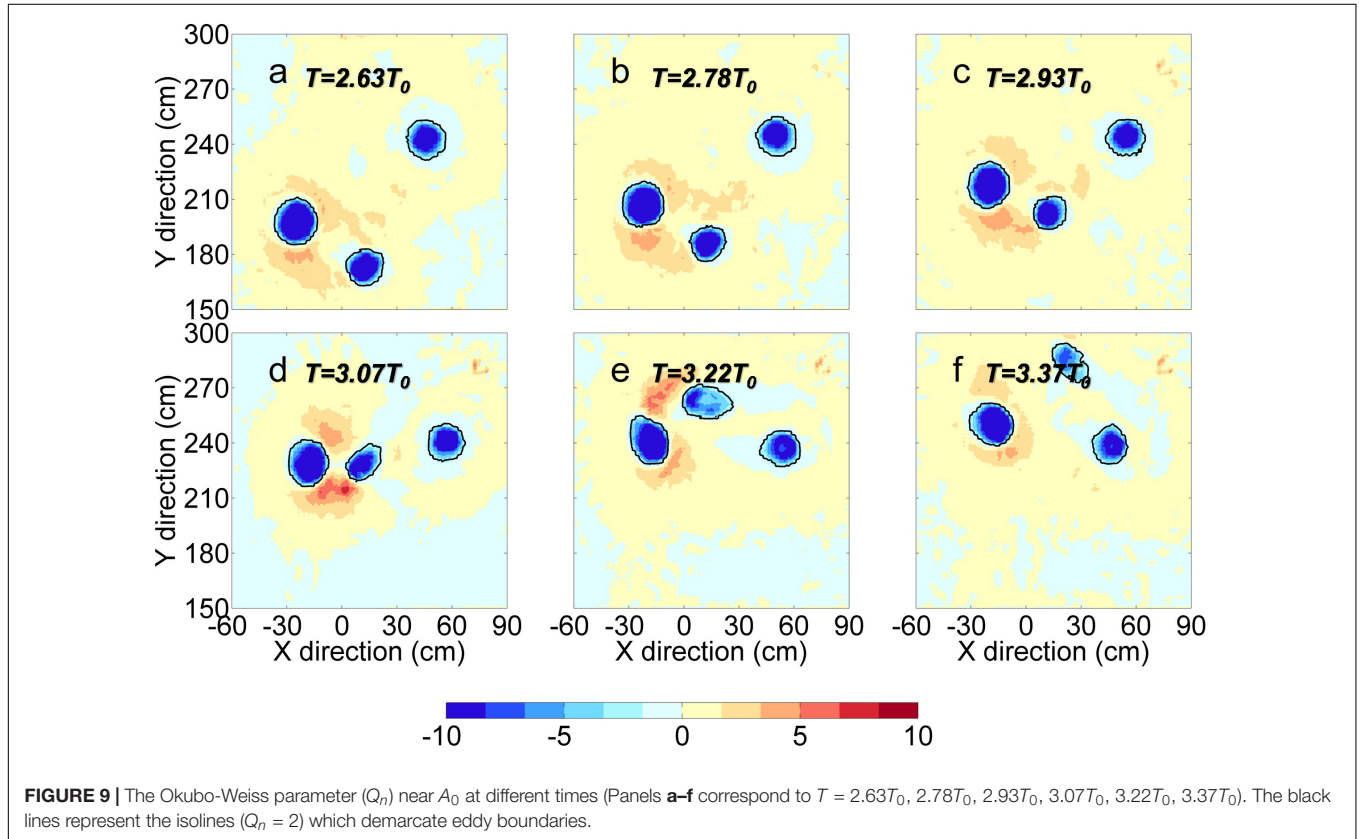 300
270
240
210
180
150
Y direction (cm)
a T=2.63T₀
b T=2.78T₀
c T=2.93T₀
300
270
240
210
180
150
Y direction (cm)
d T=3.07T₀
e T=3.22T₀
f T=3.37T₀
-60 -30 0 30 60 90
-60 -30 0 30 60 90
-60 -30 0 30 60 90
X direction (cm)
X direction (cm)
X direction (cm)
-10 -5 0 5 10
FIGURE 9 | The Okubo-Weiss parameter (Qₙ) near A₀ at different times (Panels a–f correspond to T = 2.63T₀, 2.78T₀, 2.93T₀, 3.07T₀, 3.22T₀, 3.37T₀). The black
lines represent the isolines (Qₙ = 2) which demarcate eddy boundaries.